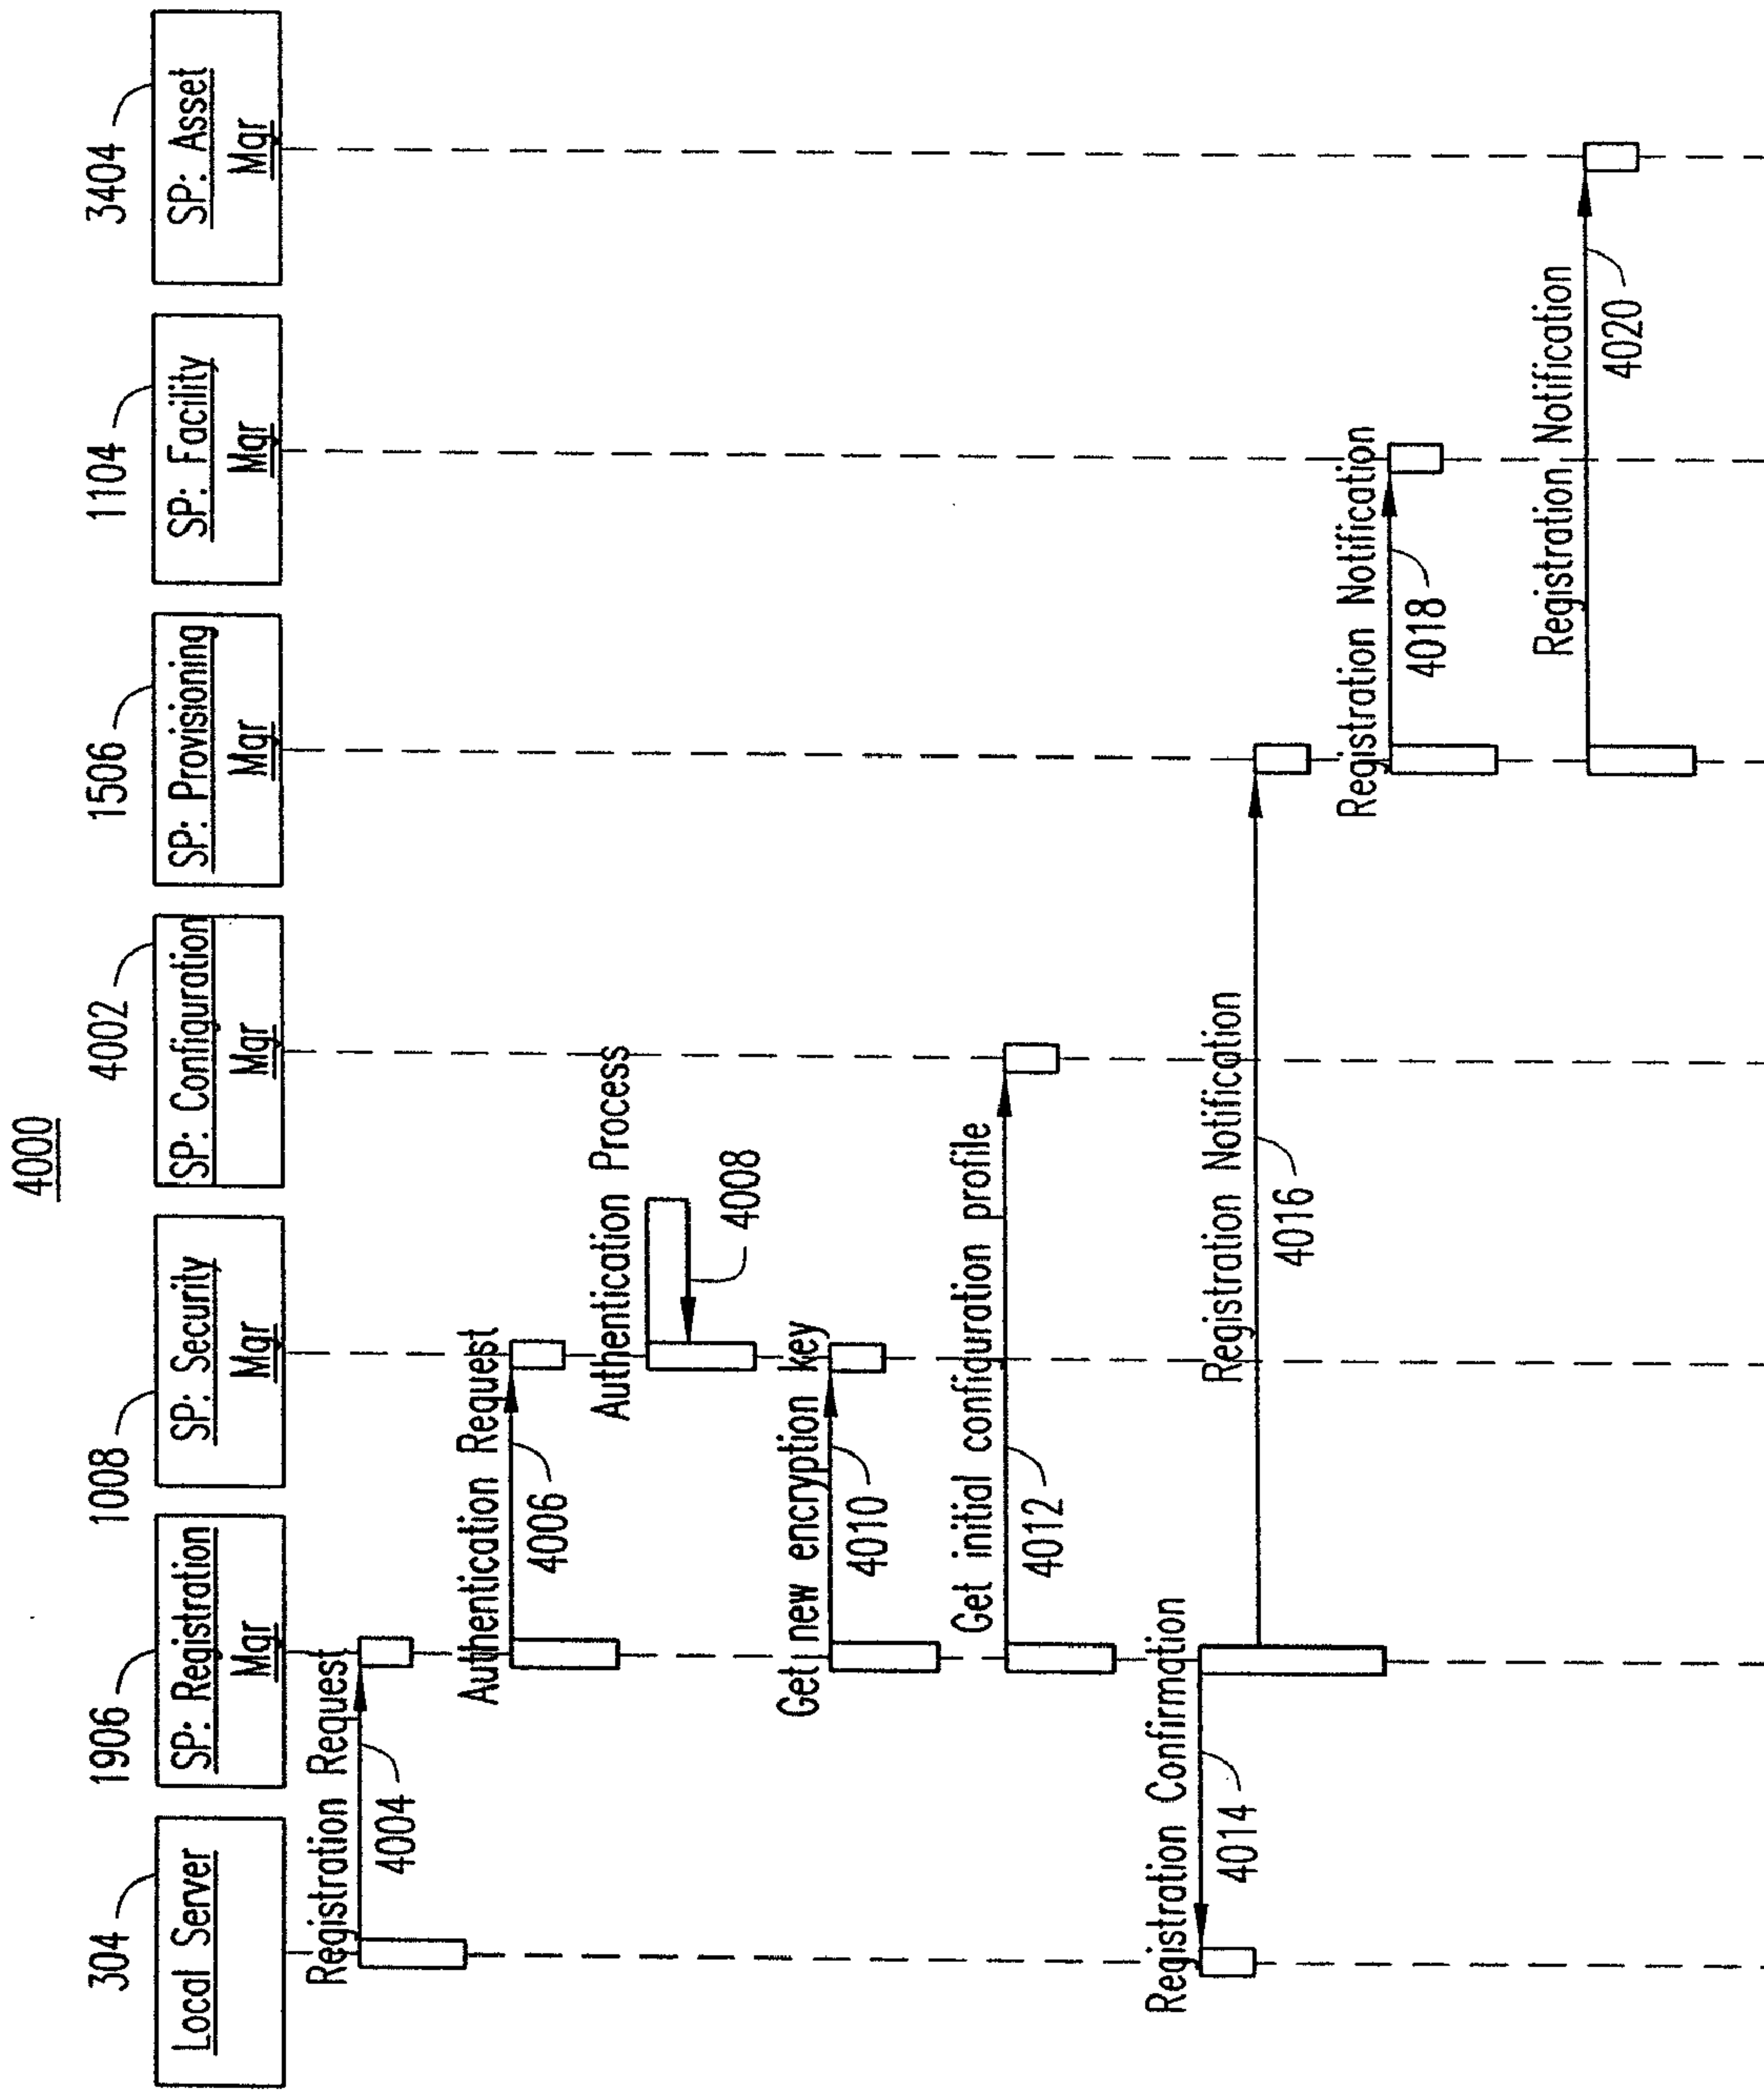 4000
304
1906
1008
4002
1506
1104
3404
Local Server
SP: Registration
Mgr
SP: Security
Mgr
SP: Configuration
Mgr
SP: Provisioning
Mgr
SP: Facility
Mgr
SP: Asset
Mgr
Registration Request
4004
Authentication Request
4006
Authentication Process
4008
Get new encryption key
4010
Get initial configuration profile
4012
Registration Confirmation
4014
Registration Notification
4016
Registration Notification
4018
Registration Notification
4020